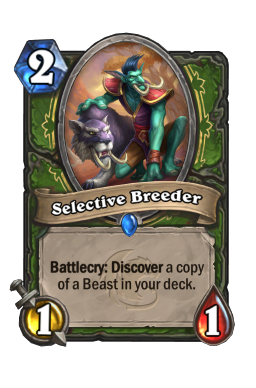 2
Selective Breeder
Battlecry: Discover a copy
of a Beast in your deck.
1 1